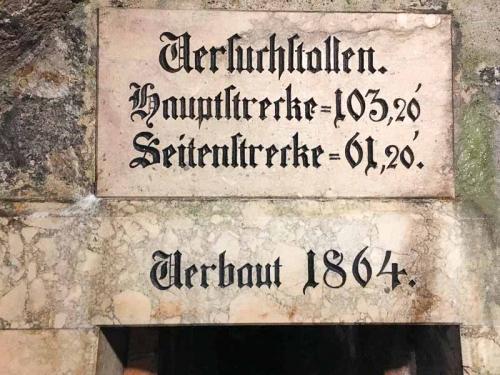 Versuchstollen.
Hauptstrecke=103,20'
Seitenstrecke=61,20'.
Verbaut 1864.